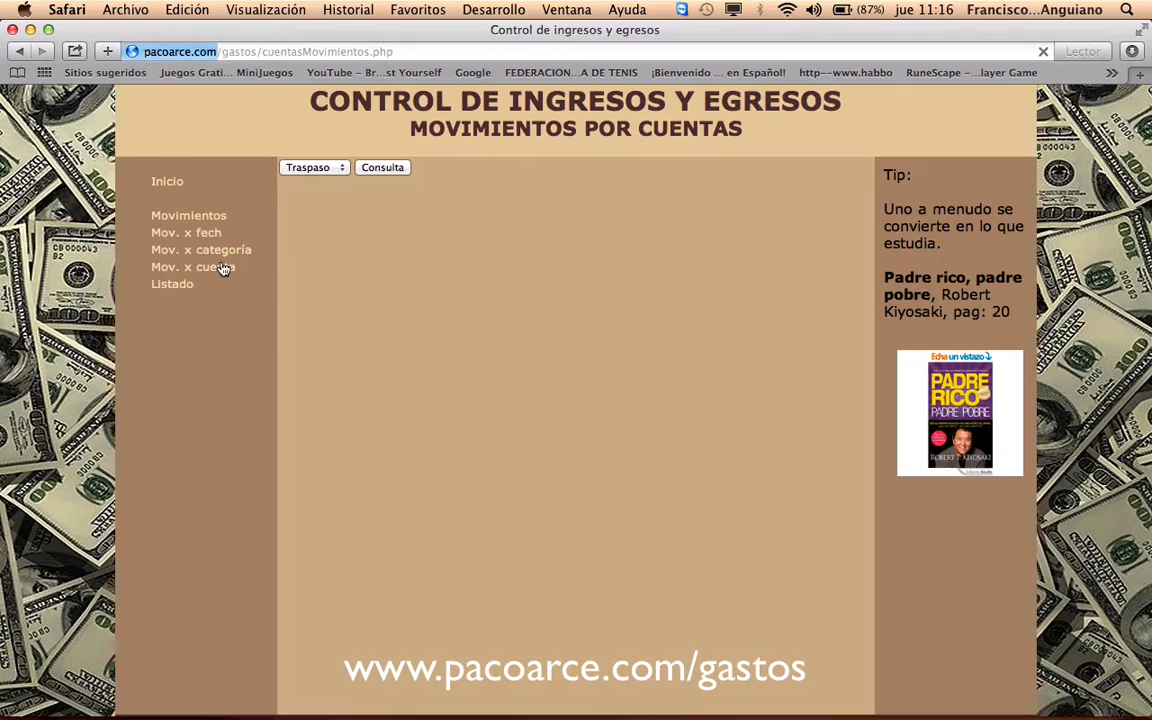 Safari Archivo Edición Visualización Historial Favoritos Desarrollo Ventana Ayuda (87%) jue 11:16 Francisco...Anguiano
Control de ingresos y egresos
pacoarce.com/gastos/cuentasMovimientos.php Lector
Sitios sugeridos Juegos Grati... MiniJuegos YouTube - Br...st Yourself Google FEDERACION...A DE TENIS ¡Bienvenido ... en Español! http--www.habbo RuneScape -...layer Game
CONTROL DE INGRESOS Y EGRESOS
MOVIMIENTOS POR CUENTAS
Traspaso Consulta
Inicio
Movimientos
Mov. x fech
Mov. x categoría
Mov. x cuenta
Listado
Tip:
Uno a menudo se
convierte en lo que
estudia.
Padre rico, padre
pobre, Robert
Kiyosaki, pag: 20
Echa un vistazo
PADRE
RICO
PADRE POBRE
ROBERT T. KIYOSAKI
www.pacoarce.com/gastos